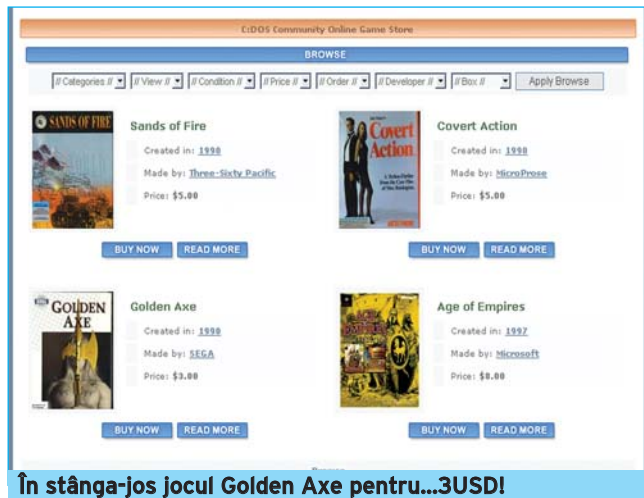 C:DOS Community Online Game Store
BROWSE
// Categories // // View // // Condition // // Price // // Order // // Developer // // Box // Apply Browse
SANDS OF FIRE
Sands of Fire
Created in: 1990
Made by: Three-Sixty Pacific
Price: $5.00
BUY NOW READ MORE
Covert Action
Covert Action
Created in: 1990
Made by: MicroProse
Price: $5.00
BUY NOW READ MORE
GOLDEN AXE
Golden Axe
Created in: 1990
Made by: SEGA
Price: $3.00
BUY NOW READ MORE
AGE OF EMPIRES
Age of Empires
Created in: 1997
Made by: Microsoft
Price: $8.00
BUY NOW READ MORE
În stânga-jos jocul Golden Axe pentru...3USD!